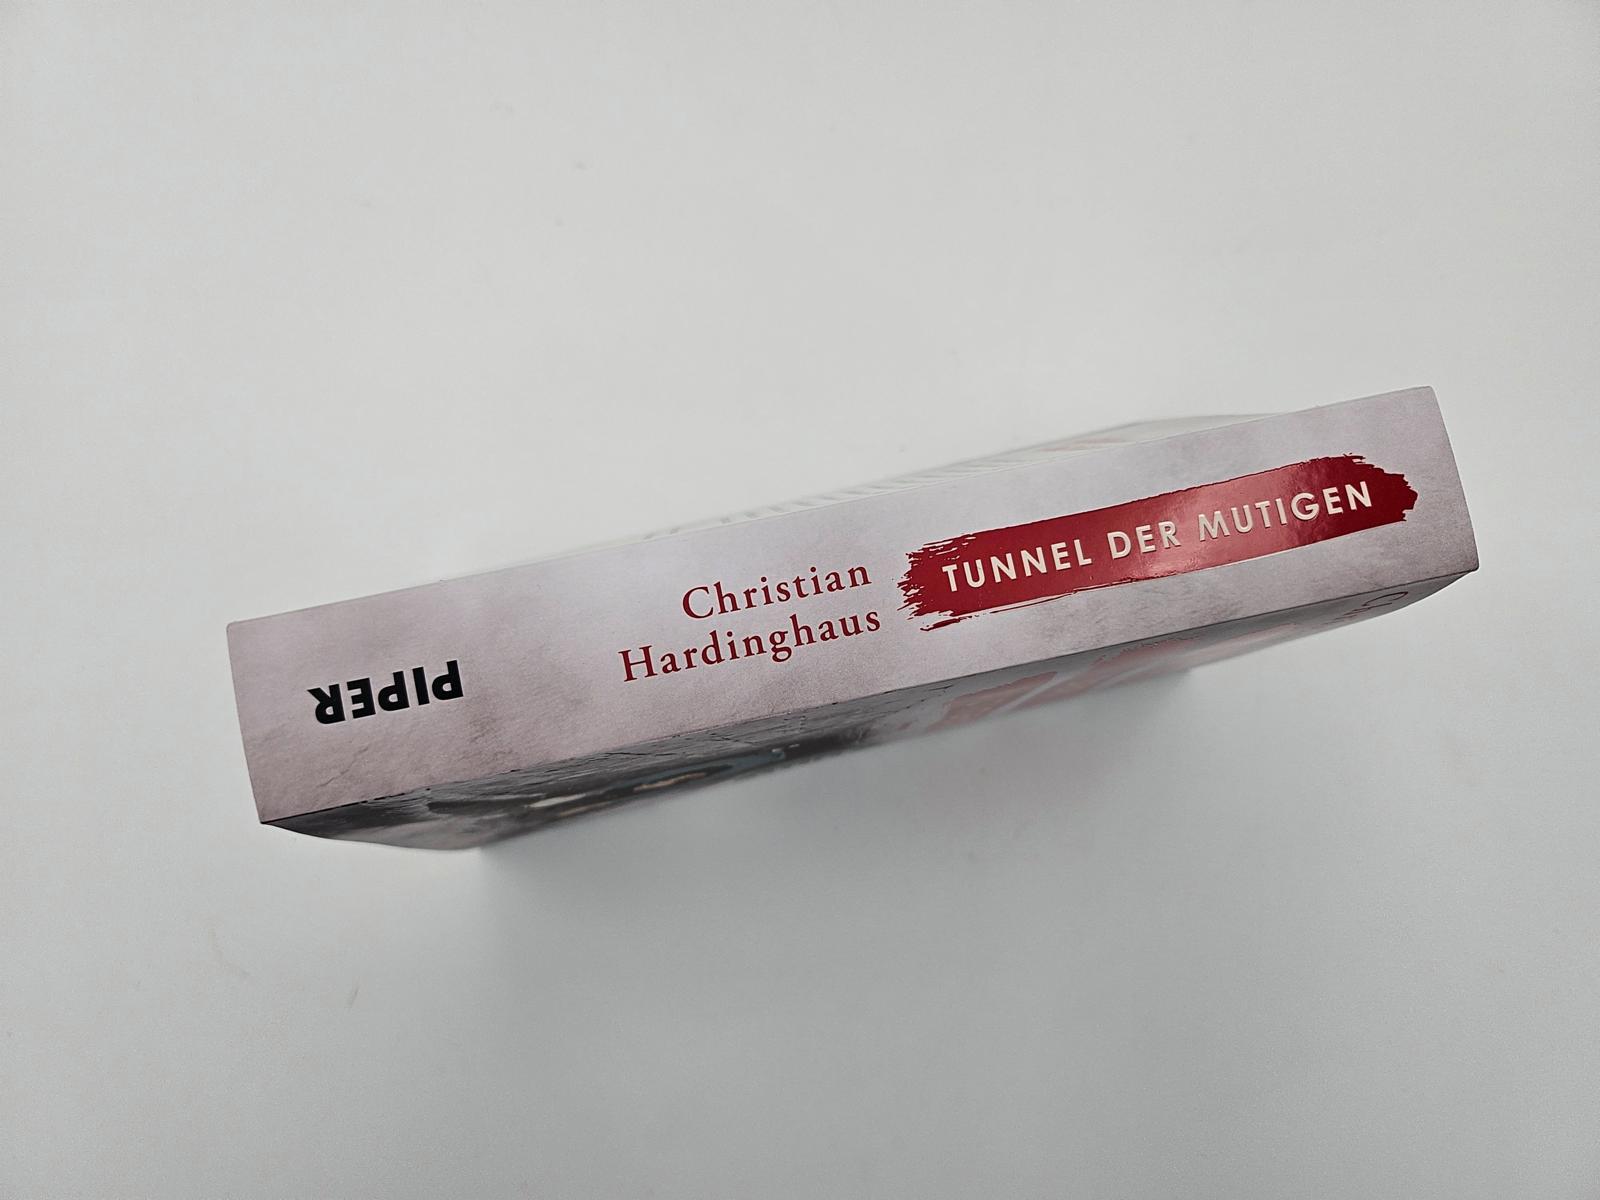 Christian
Hardinghaus
TUNNEL DER MUTIGEN
PIPER